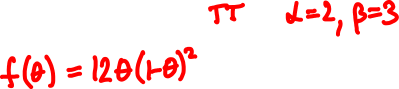 π α=2, β=3
f(θ) = 12θ(1-θ)²